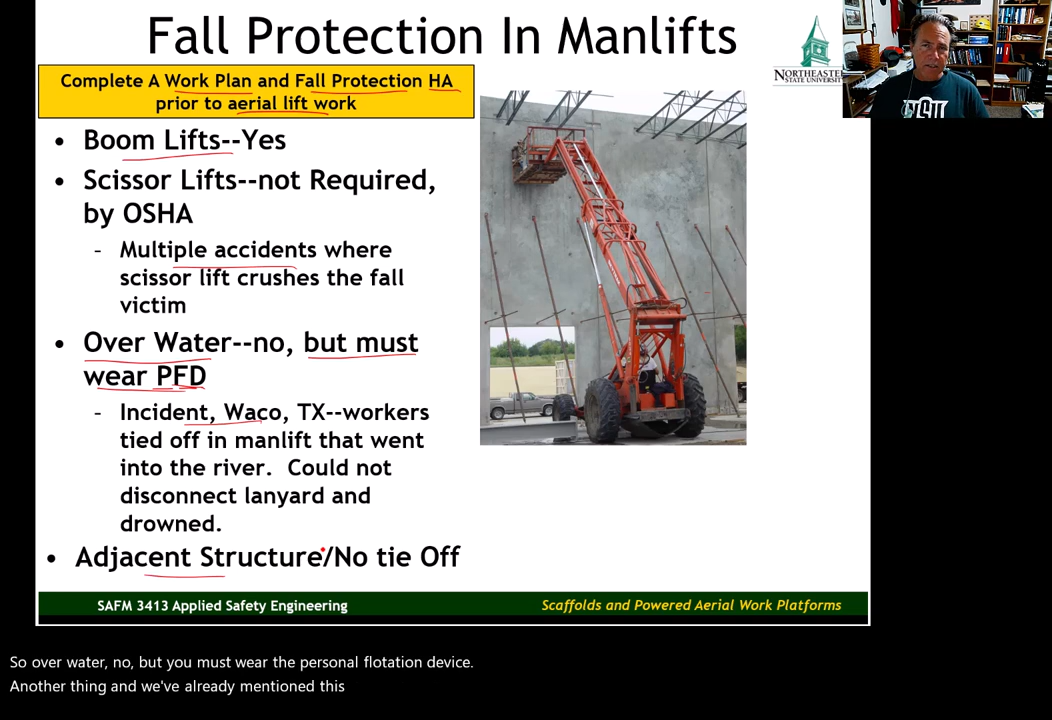 Fall Protection In Manlifts
NORTHEASTE
STATE UNIVERSI
Complete A Work Plan and Fall Protection HA
prior to aerial lift work
• Boom Lifts--Yes
• Scissor Lifts--not Required,
by OSHA
– Multiple accidents where
scissor lift crushes the fall
victim
• Over Water--no, but must
wear PFD
– Incident, Waco, TX--workers
tied off in manlift that went
into the river. Could not
disconnect lanyard and
drowned.
• Adjacent Structure/No tie Off
SAFM 3413 Applied Safety Engineering
Scaffolds and Powered Aerial Work Platforms
So over water, no, but you must wear the personal flotation device.
Another thing and we've already mentioned this